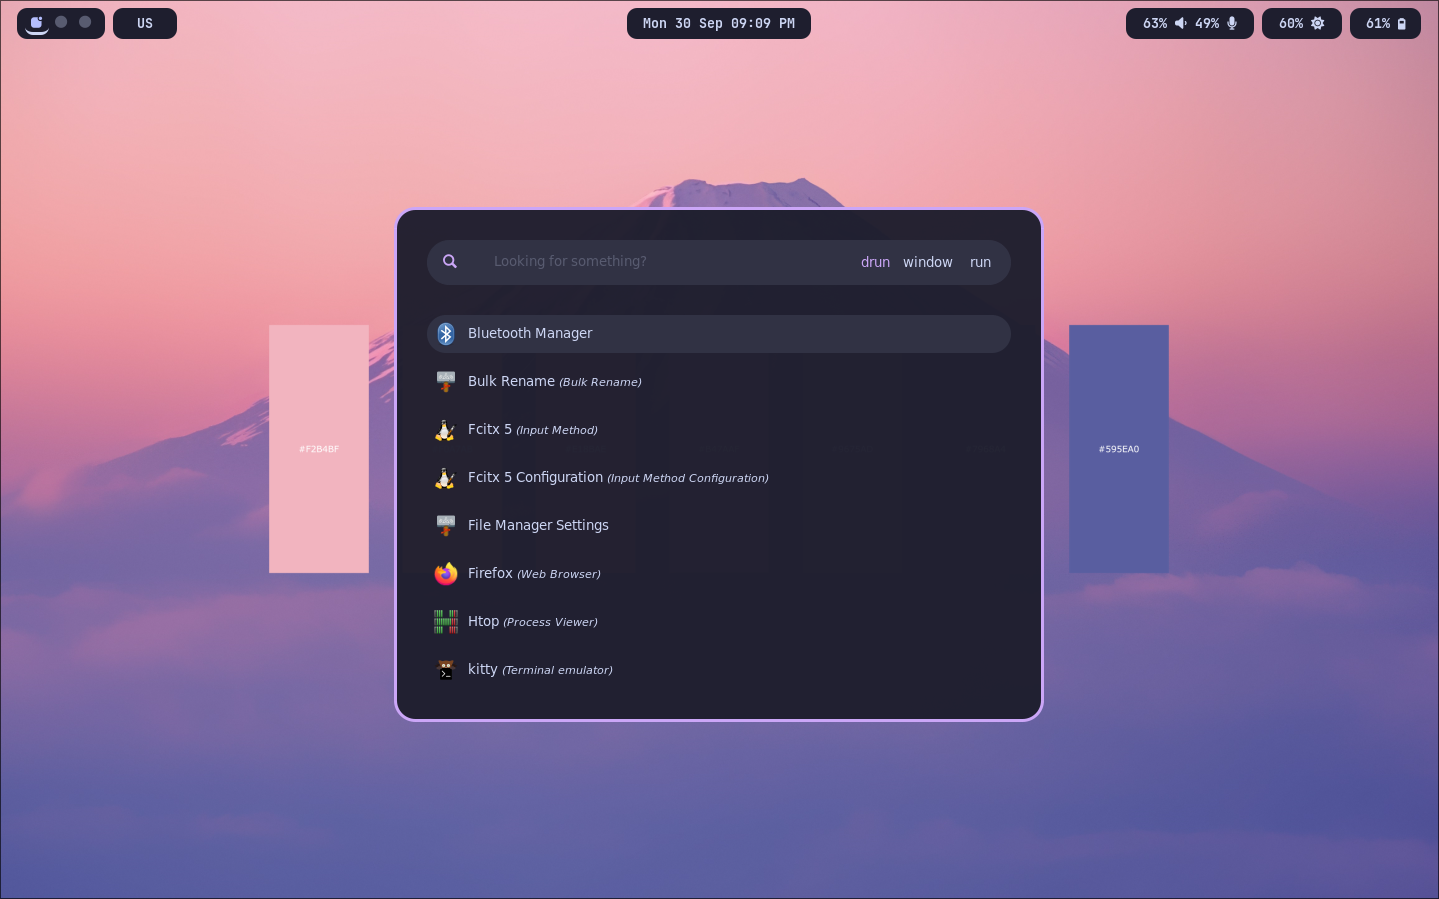 US
Mon 30 Sep 09:09 PM
63% 49% 60% 61%
Looking for something? drun window run
Bluetooth Manager
Bulk Rename (Bulk Rename)
Fcitx 5 (Input Method)
#F2B4BF #595EA0
Fcitx 5 Configuration (Input Method Configuration)
File Manager Settings
Firefox (Web Browser)
Htop (Process Viewer)
kitty (Terminal emulator)